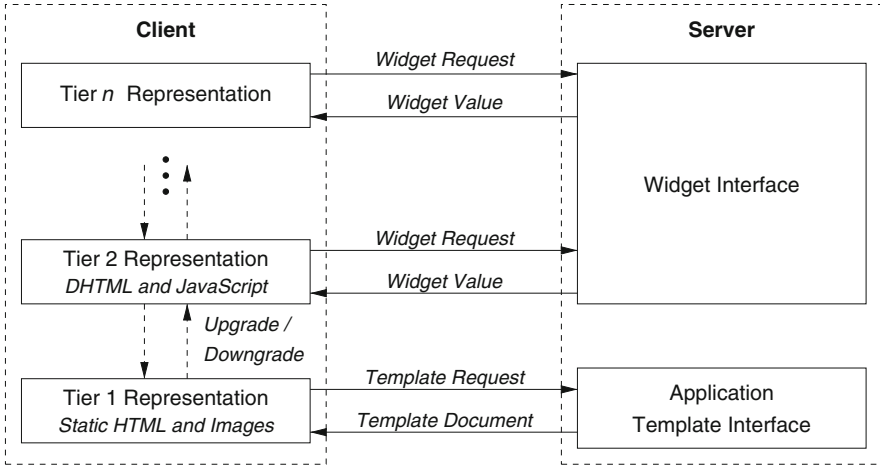 Client
Server
Tier n Representation
Widget Request
Widget Value
Widget Interface
Tier 2 Representation
DHTML and JavaScript
Widget Request
Widget Value
Upgrade /
Downgrade
Tier 1 Representation
Static HTML and Images
Template Request
Template Document
Application
Template Interface